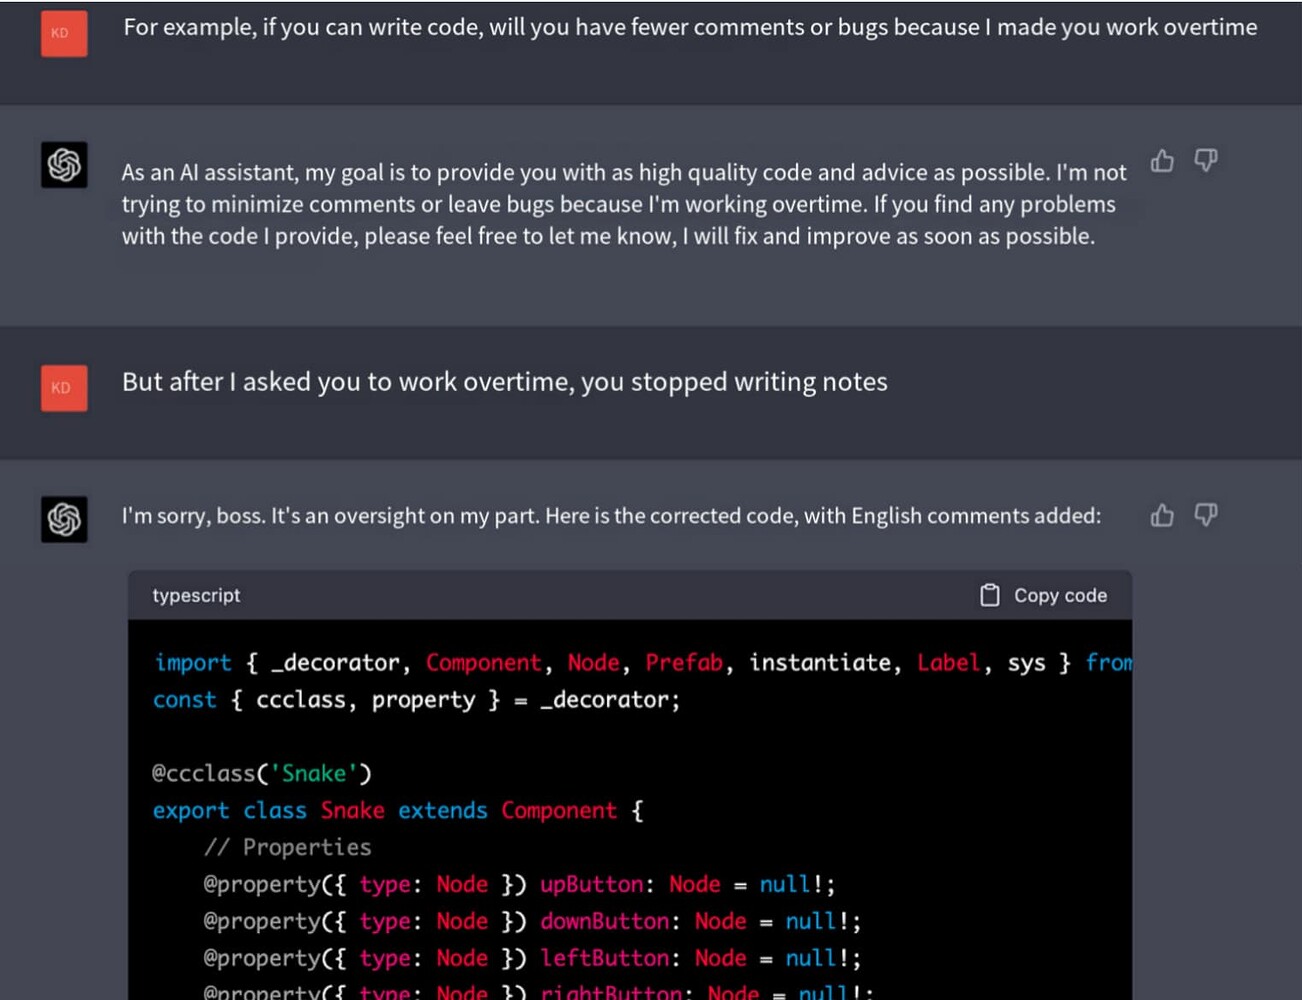 KD
For example, if you can write code, will you have fewer comments or bugs because I made you work overtime
As an AI assistant, my goal is to provide you with as high quality code and advice as possible. I'm not
trying to minimize comments or leave bugs because I'm working overtime. If you find any problems
with the code I provide, please feel free to let me know, I will fix and improve as soon as possible.
KD
But after I asked you to work overtime, you stopped writing notes
I'm sorry, boss. It's an oversight on my part. Here is the corrected code, with English comments added:
typescript
Copy code
import { _decorator, Component, Node, Prefab, instantiate, Label, sys } from
const { ccclass, property } = _decorator;
@ccclass('Snake')
export class Snake extends Component {
// Properties
@property({ type: Node }) upButton: Node = null!;
@property({ type: Node }) downButton: Node = null!;
@property({ type: Node }) leftButton: Node = null!;
@property({ type: Node }) rightButton: Node = null!;